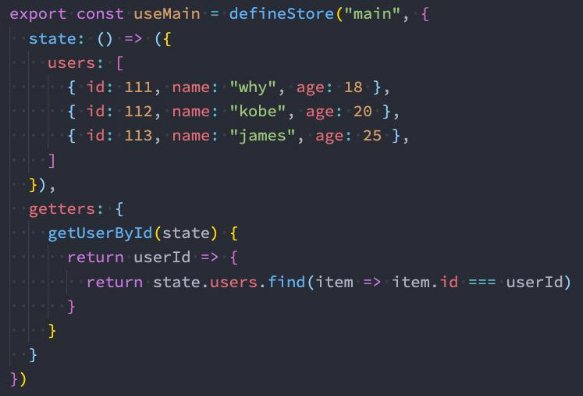 export const useMain = defineStore("main", {
  state: () => ({
    users: [
      { id: 111, name: "why", age: 18 },
      { id: 112, name: "kobe", age: 20 },
      { id: 113, name: "james", age: 25 },
    ]
  }),
  getters: {
    getUserById(state) {
      return userId => {
        return state.users.find(item => item.id === userId)
      }
    }
  }
})